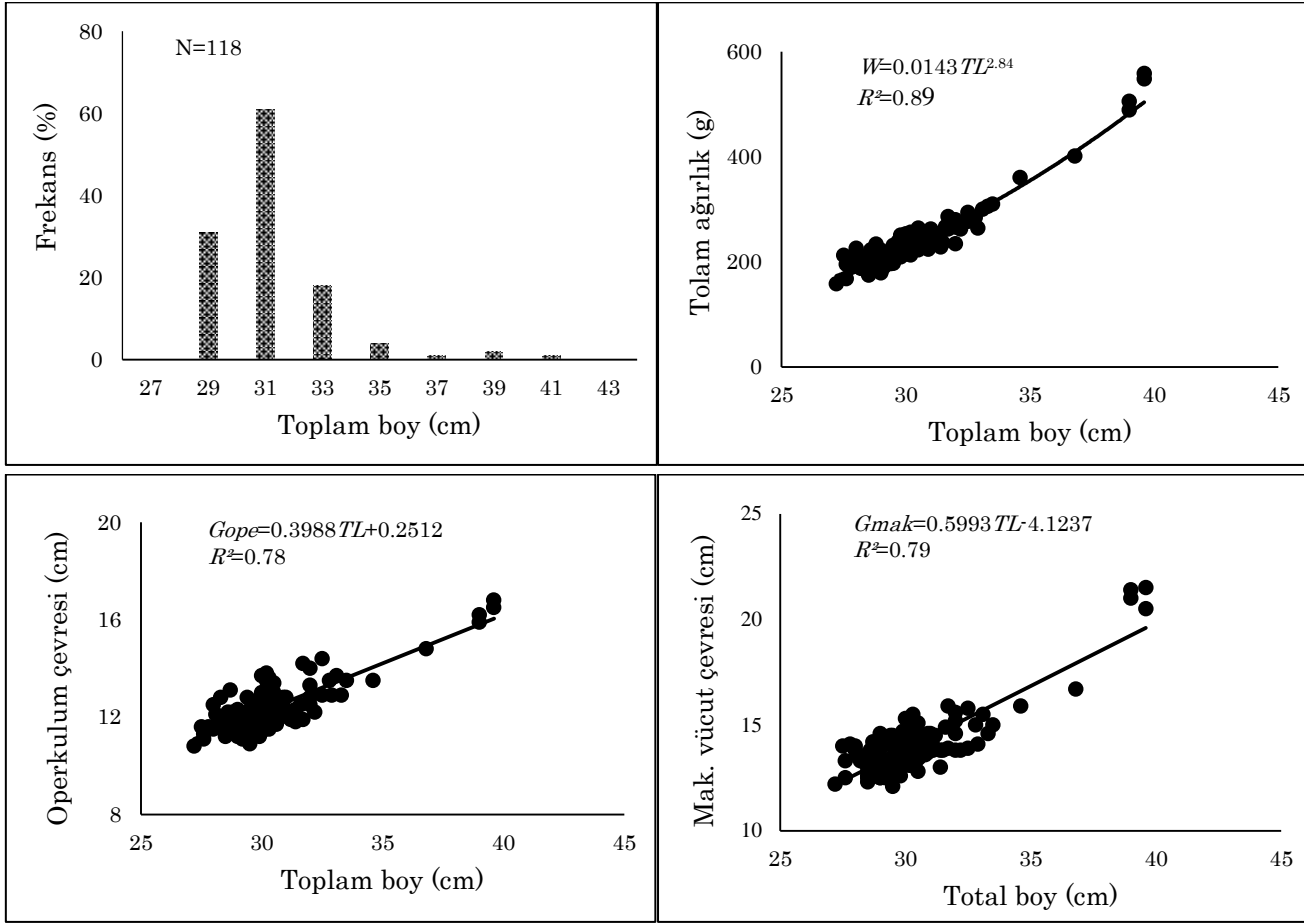 N=118
Frekans (%)
80
60
40
20
0
27 29 31 33 35 37 39 41 43
Toplam boy (cm)
W=0.0143TL²·⁸⁴
R²=0.89
Tolam ağırlık (g)
600
400
200
0
25 30 35 40 45
Toplam boy (cm)
Gope=0.3988TL+0.2512
R²=0.78
Operkulum çevresi (cm)
20
16
12
8
25 30 35 40 45
Toplam boy (cm)
Gmak=0.5993TL-4.1237
R²=0.79
Mak. vücut çevresi (cm)
25
20
15
10
25 30 35 40 45
Total boy (cm)